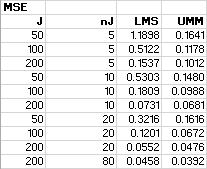 MSE
J nJ LMS UMM
50 5 1.1898 0.1641
100 5 0.5122 0.1178
200 5 0.1537 0.1012
50 10 0.5303 0.1480
100 10 0.1809 0.0988
200 10 0.0731 0.0681
50 20 0.3216 0.1616
100 20 0.1201 0.0672
200 20 0.0552 0.0476
200 80 0.0458 0.0392